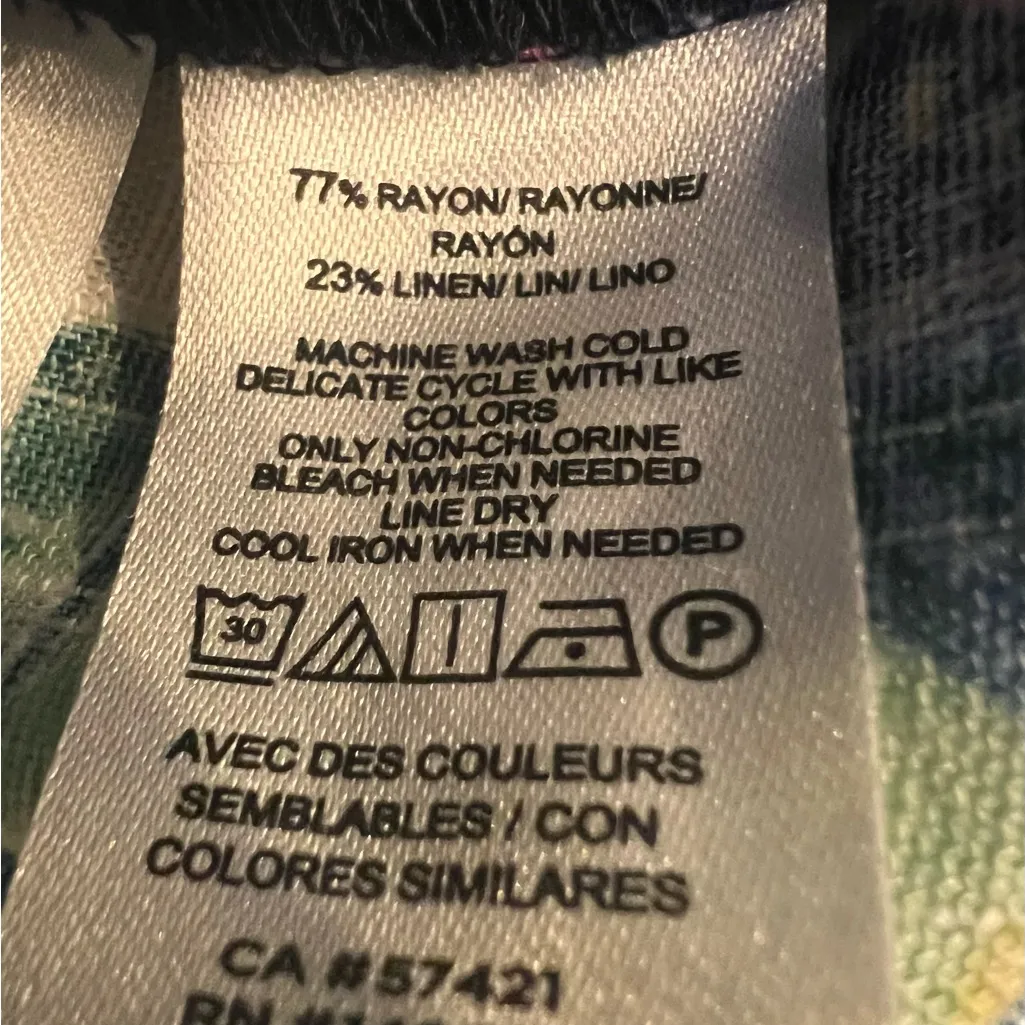 77% RAYON/ RAYONNE/
RAYÓN
23% LINEN/ LIN/ LINO
MACHINE WASH COLD
DELICATE CYCLE WITH LIKE
COLORS
ONLY NON-CHLORINE
BLEACH WHEN NEEDED
LINE DRY
COOL IRON WHEN NEEDED
30 P
AVEC DES COULEURS
SEMBLABLES / CON
COLORES SIMILARES
CA #57421
RN